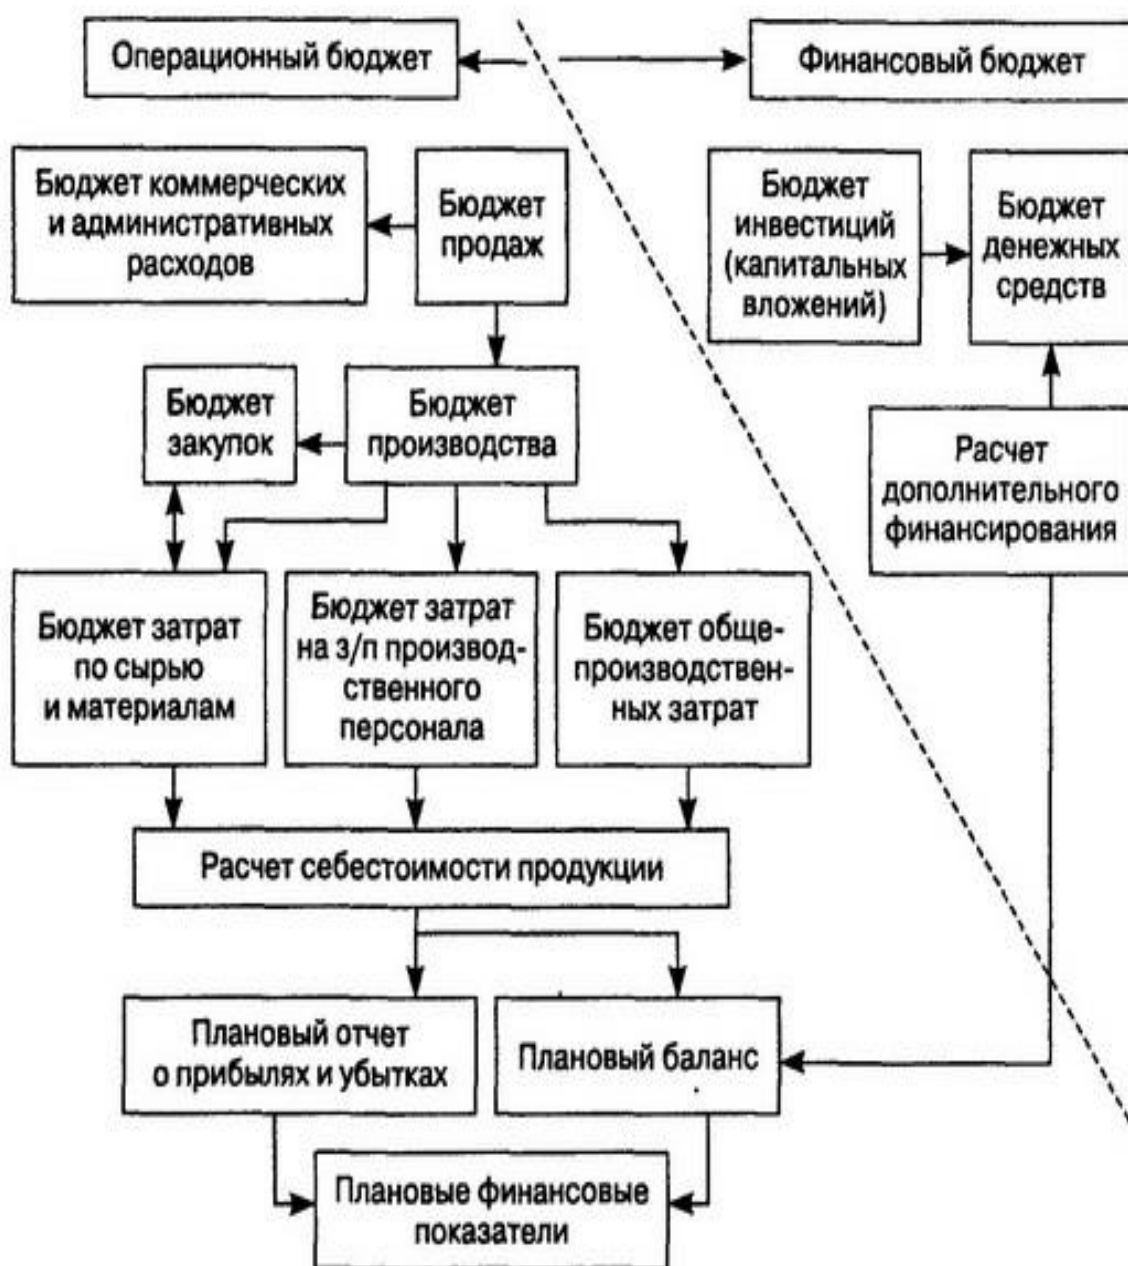 Операционный бюджет
Финансовый бюджет
Бюджет коммерческих
и административных
расходов
Бюджет
продаж
Бюджет
инвестиций
(капитальных
вложений)
Бюджет
денежных
средств
Бюджет
закупок
Бюджет
производства
Расчет
дополнительного
финансирования
Бюджет затрат
по сырью
и материалам
Бюджет затрат
на з/п производ-
ственного
персонала
Бюджет обще-
производствен-
ных затрат
Расчет себестоимости продукции
Плановый отчет
о прибылях и убытках
Плановый баланс
Плановые финансовые
показатели